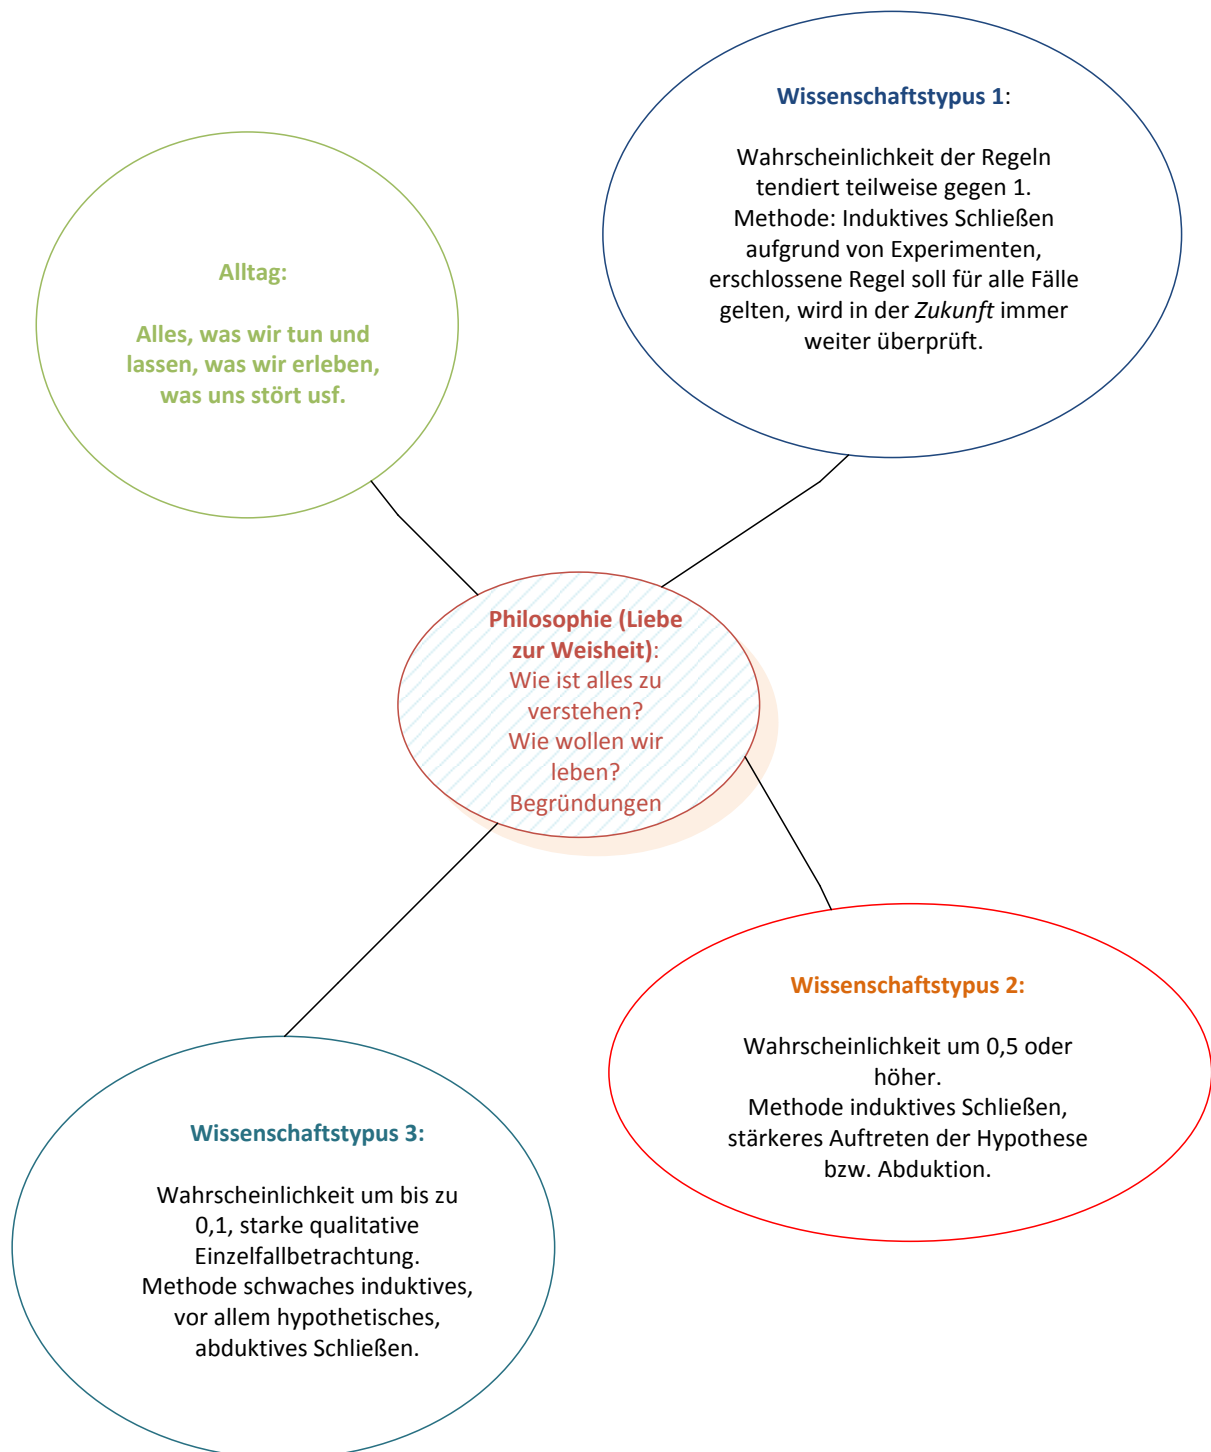 Wissenschaftstypus 1:
Wahrscheinlichkeit der Regeln
tendiert teilweise gegen 1.
Methode: Induktives Schließen
aufgrund von Experimenten,
erschlossene Regel soll für alle Fälle
gelten, wird in der Zukunft immer
weiter überprüft.
Alltag:
Alles, was wir tun und
lassen, was wir erleben,
was uns stört usf.
Philosophie (Liebe
zur Weisheit):
Wie ist alles zu
verstehen?
Wie wollen wir
leben?
Begründungen
Wissenschaftstypus 2:
Wahrscheinlichkeit um 0,5 oder
höher.
Methode induktives Schließen,
stärkeres Auftreten der Hypothese
bzw. Abduktion.
Wissenschaftstypus 3:
Wahrscheinlichkeit um bis zu
0,1, starke qualitative
Einzelfallbetrachtung.
Methode schwaches induktives,
vor allem hypothetisches,
abduktives Schließen.